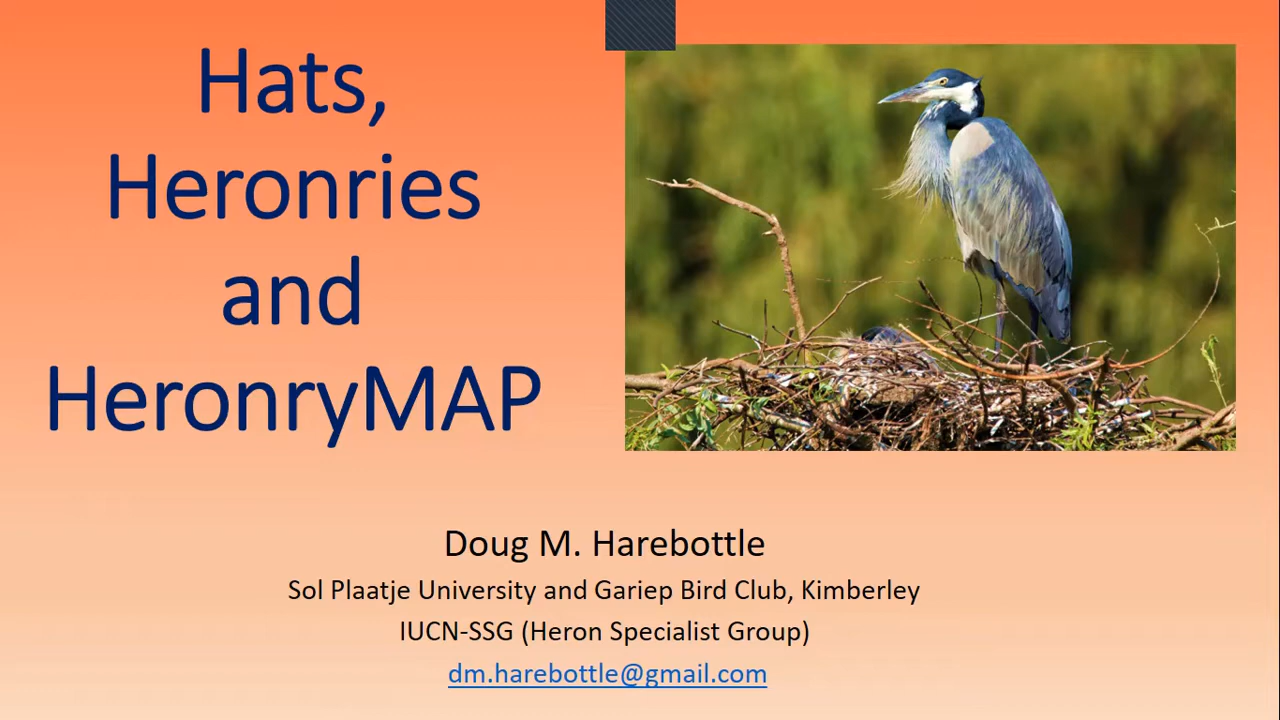 Hats,
Heronries
and
HeronryMAP
Doug M. Harebottle
Sol Plaatje University and Gariep Bird Club, Kimberley
IUCN-SSG (Heron Specialist Group)
dm.harebottle@gmail.com